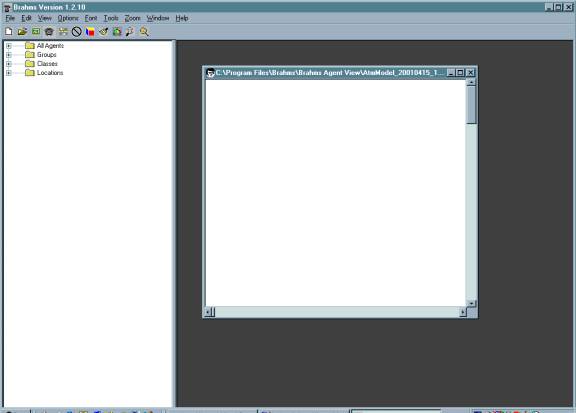 Brahms Version 1.2.10
File Edit View Options Font Tools Zoom Window Help
All Agents
Groups
Classes
Locations
C:\Program Files\Brahms\Brahms Agent View\AtmModel_20010415_1...